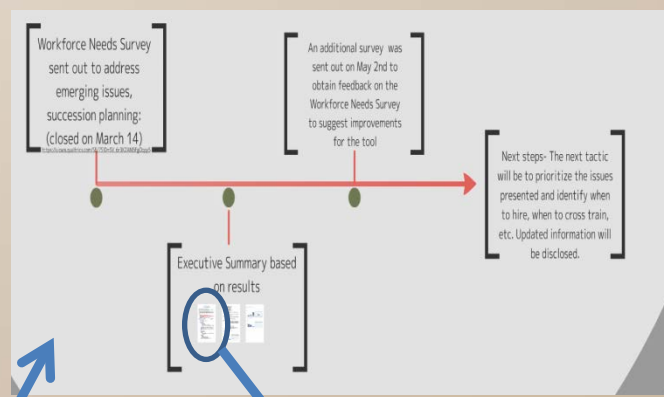 Workforce Needs Survey
sent out to address
emerging issues,
succession planning:
(closed on March 14)
An additional survey was
sent out on May 2nd to
obtain feedback on the
Workforce Needs Survey
to suggest improvements
for the tool
Next steps- The next tactic
will be to prioritize the issues
presented and identify when
to hire, when to cross train,
etc. Updated information will
be disclosed.
Executive Summary based
on results